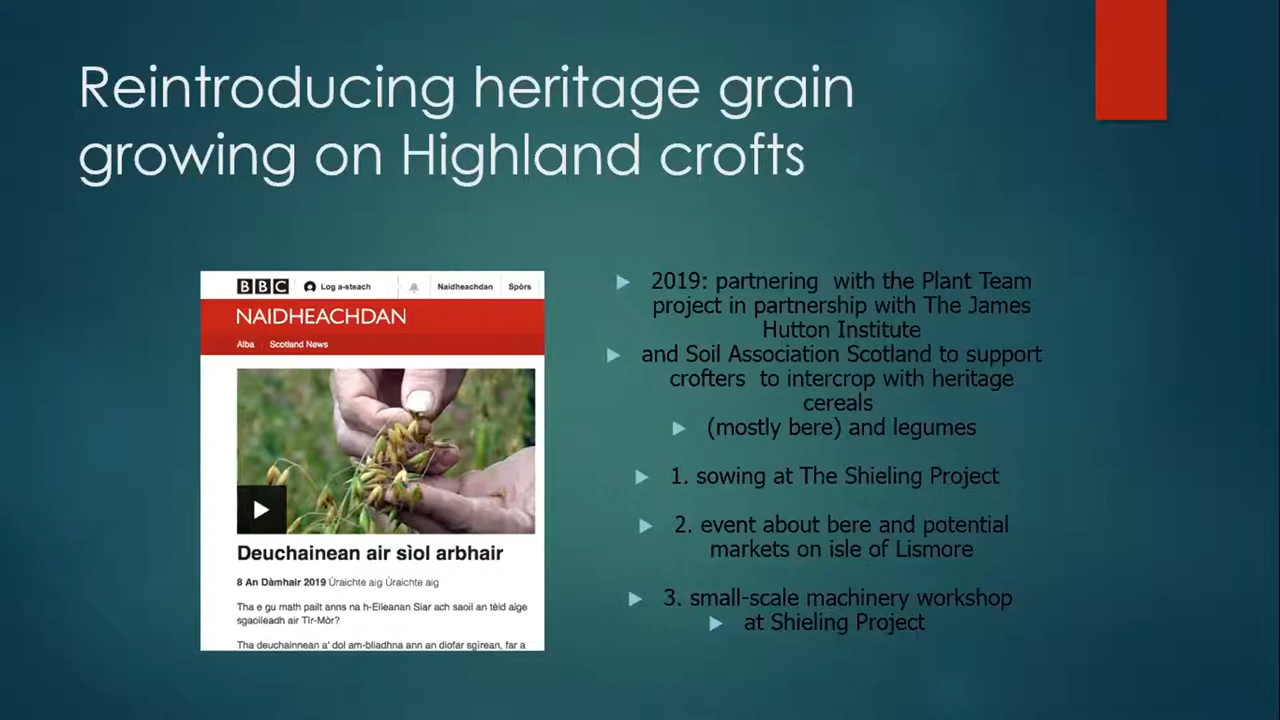 Reintroducing heritage grain
growing on Highland crofts
BBC Log a-steach Naidheachdan Spòrs
NAIDHEACHDAN
Alba Scotland News
Deuchainean air sìol arbhair
8 An Dàmhair 2019 Ùraichte aig Ùraichte aig
Tha e gu math pailt anns na h-Eileanan Siar ach saoil an tèid aige
sgaoileadh air Tìr-Mòr?
Tha deuchainnean a' dol am-bliadhna ann an diofar sgìrean, far a
2019: partnering with the Plant Team
project in partnership with The James
Hutton Institute
and Soil Association Scotland to support
crofters to intercrop with heritage
cereals
(mostly bere) and legumes
1. sowing at The Shieling Project
2. event about bere and potential
markets on isle of Lismore
3. small-scale machinery workshop
at Shieling Project